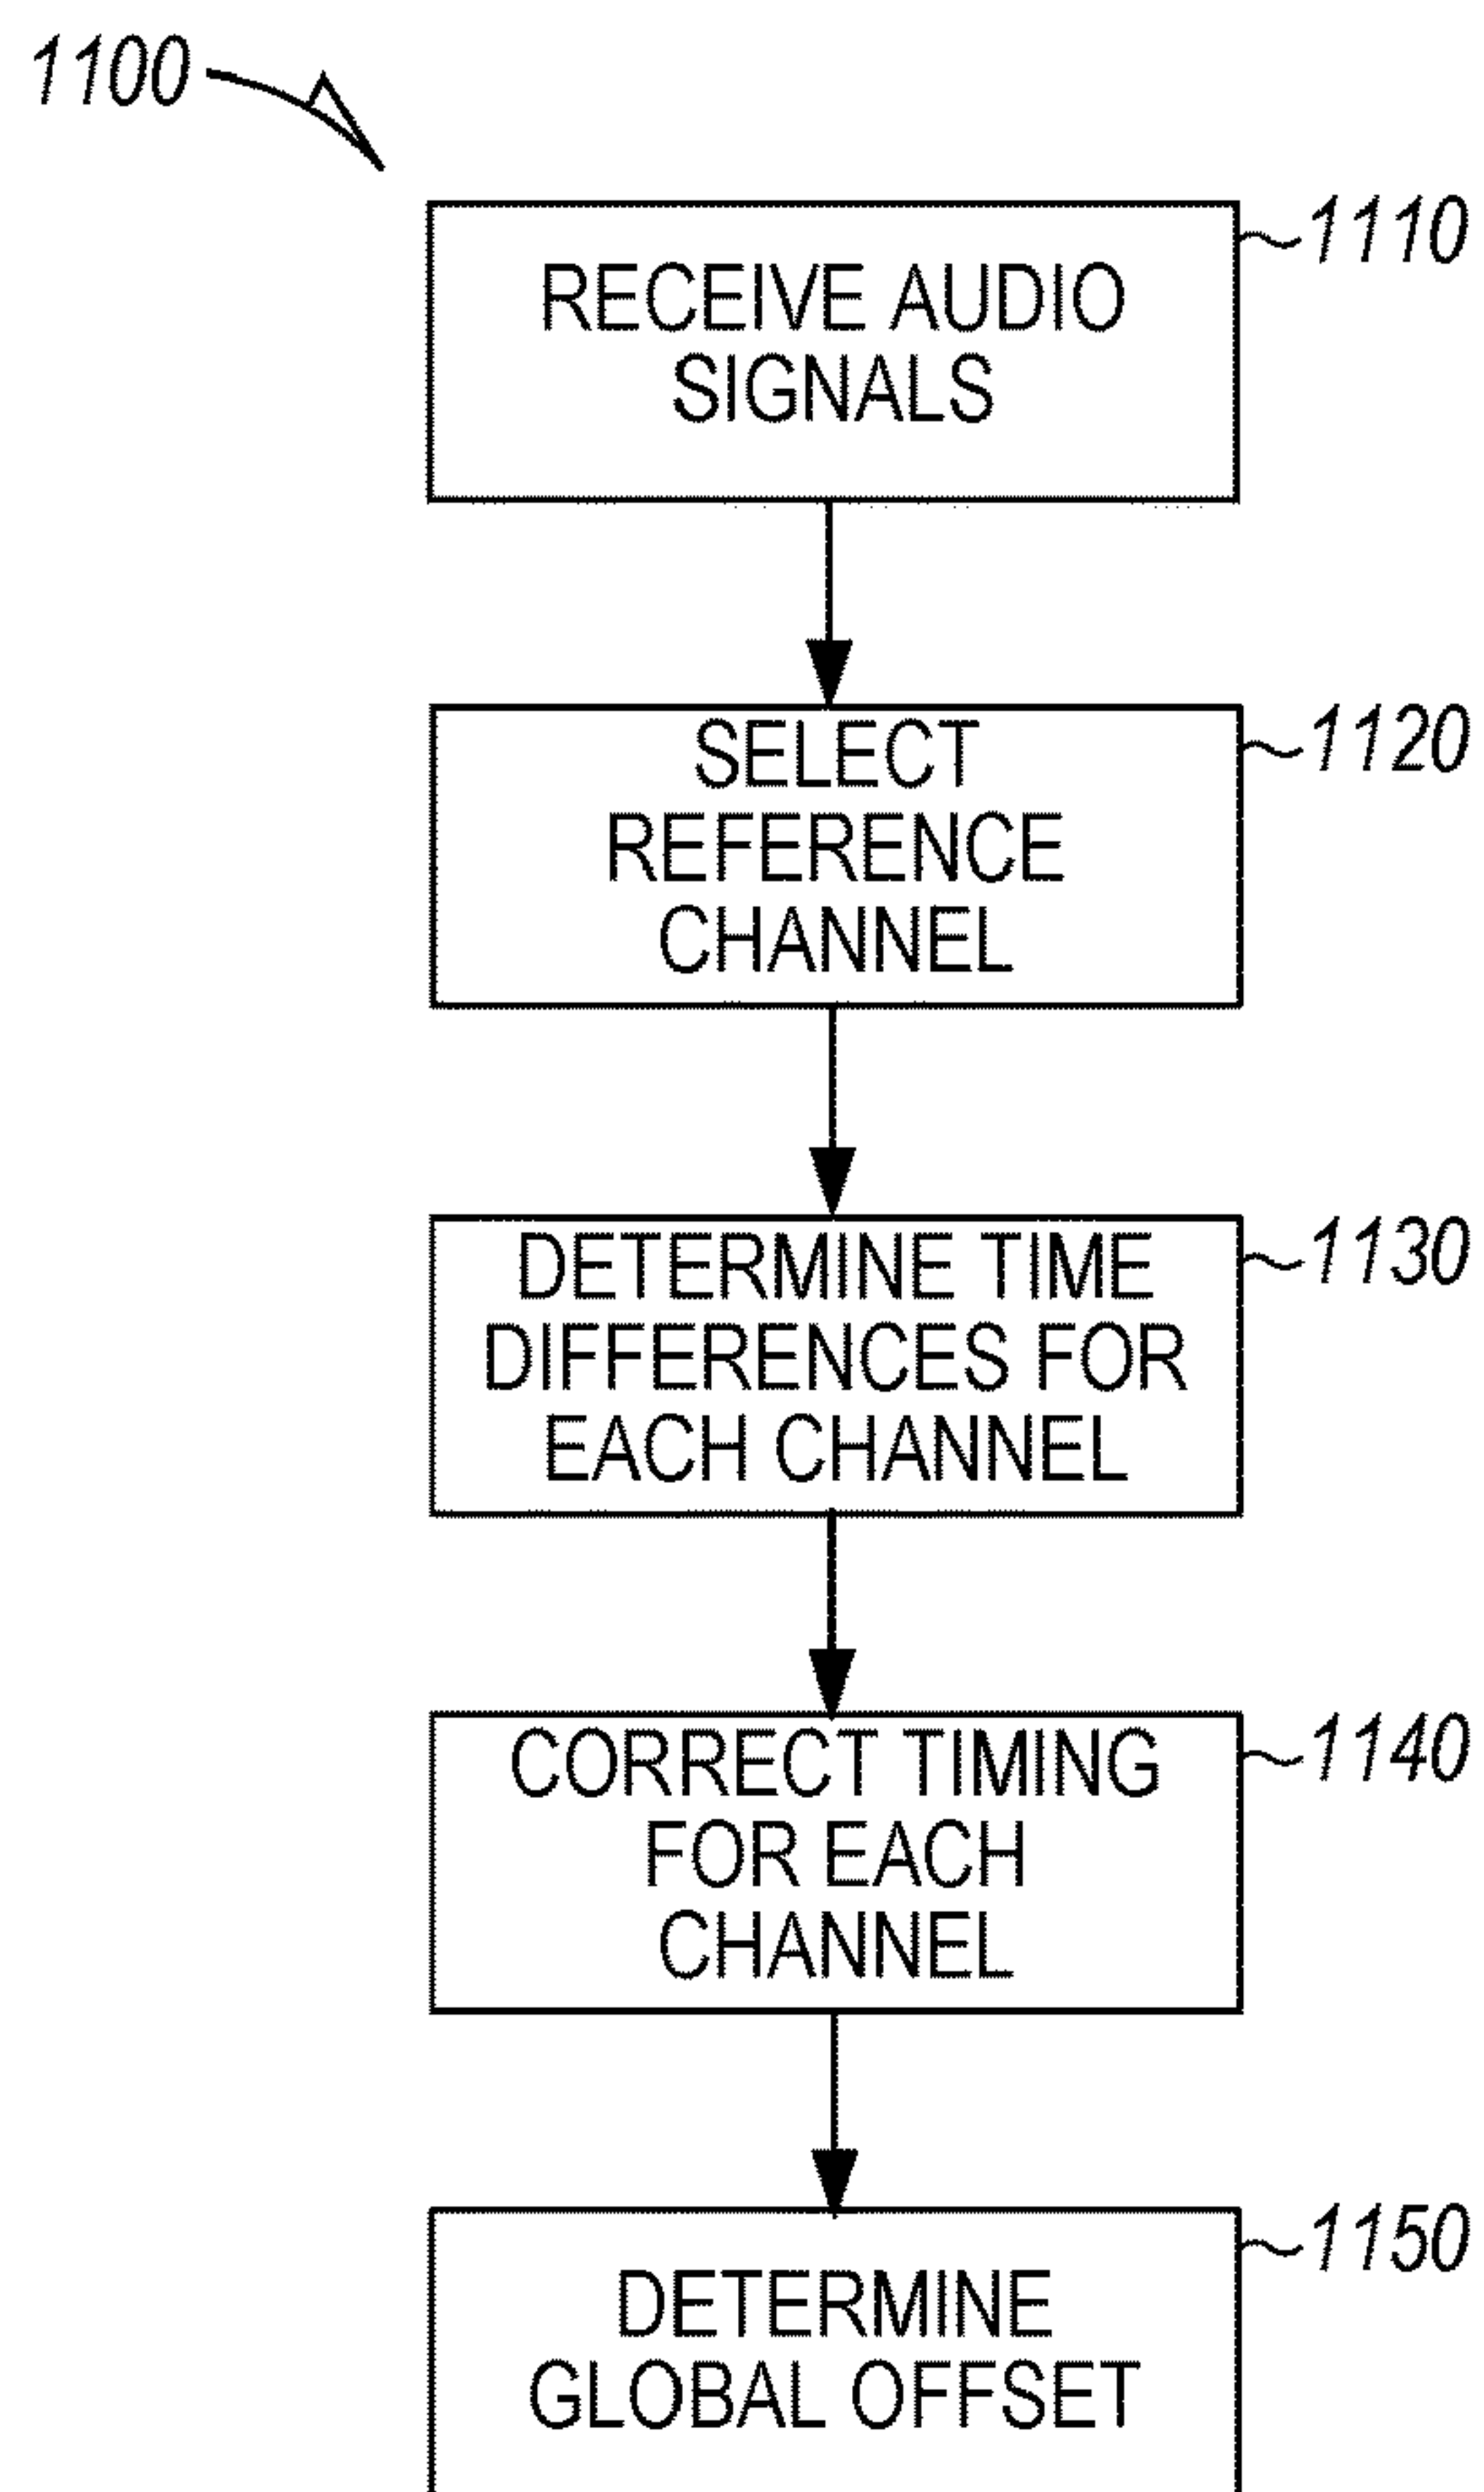 1100
1110
RECEIVE AUDIO
SIGNALS
1120
SELECT
REFERENCE
CHANNEL
1130
DETERMINE TIME
DIFFERENCES FOR
EACH CHANNEL
1140
CORRECT TIMING
FOR EACH
CHANNEL
1150
DETERMINE
GLOBAL OFFSET